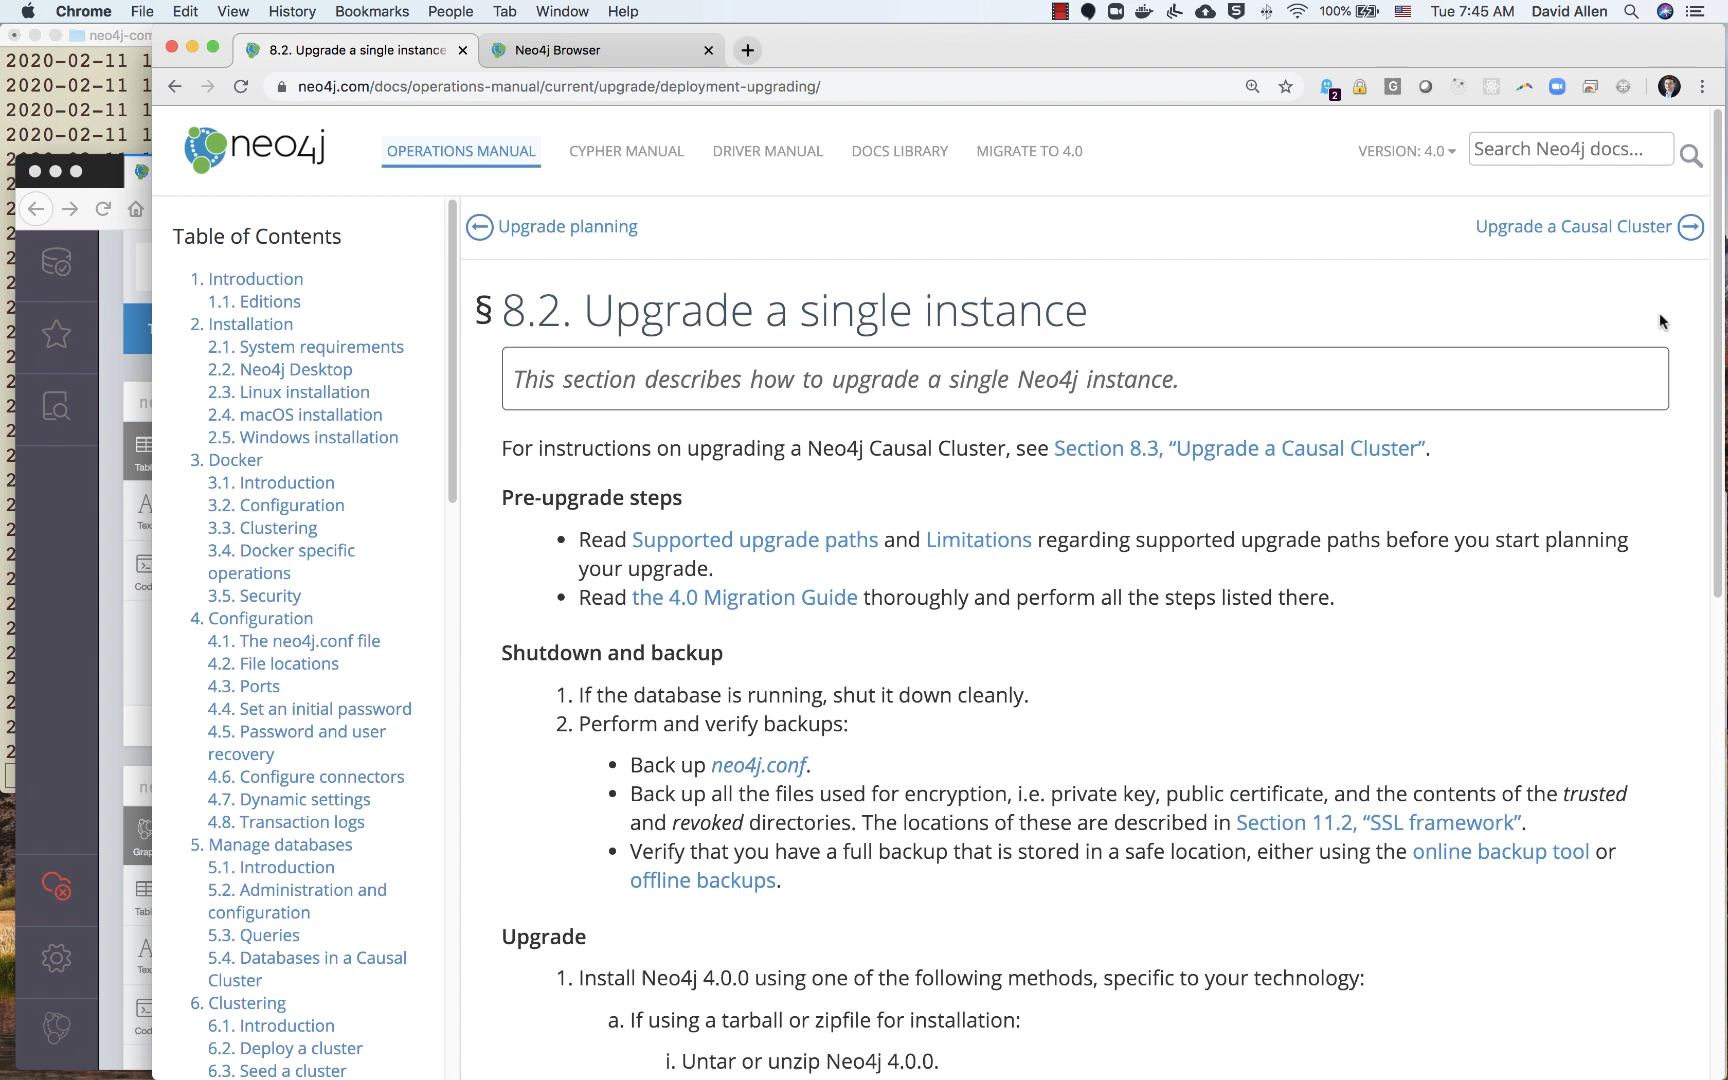 Chrome File Edit View History Bookmarks People Tab Window Help
100% Tue 7:45 AM David Allen
neo4j-com
2020-02-11 1
2020-02-11 1
2020-02-11 1
2020-02-11 1
8.2. Upgrade a single instance
Neo4j Browser
neo4j.com/docs/operations-manual/current/upgrade/deployment-upgrading/
2
neo4j
OPERATIONS MANUAL CYPHER MANUAL DRIVER MANUAL DOCS LIBRARY MIGRATE TO 4.0
VERSION: 4.0
Search Neo4j docs...
Table of Contents
1. Introduction
1.1. Editions
2. Installation
2.1. System requirements
2.2. Neo4j Desktop
2.3. Linux installation
2.4. macOS installation
2.5. Windows installation
3. Docker
3.1. Introduction
3.2. Configuration
3.3. Clustering
3.4. Docker specific
operations
3.5. Security
4. Configuration
4.1. The neo4j.conf file
4.2. File locations
4.3. Ports
4.4. Set an initial password
4.5. Password and user
recovery
4.6. Configure connectors
4.7. Dynamic settings
4.8. Transaction logs
5. Manage databases
5.1. Introduction
5.2. Administration and
configuration
5.3. Queries
5.4. Databases in a Causal
Cluster
6. Clustering
6.1. Introduction
6.2. Deploy a cluster
6.3. Seed a cluster
Upgrade planning
Upgrade a Causal Cluster
§ 8.2. Upgrade a single instance
This section describes how to upgrade a single Neo4j instance.
For instructions on upgrading a Neo4j Causal Cluster, see Section 8.3, “Upgrade a Causal Cluster”.
Pre-upgrade steps
• Read Supported upgrade paths and Limitations regarding supported upgrade paths before you start planning
your upgrade.
• Read the 4.0 Migration Guide thoroughly and perform all the steps listed there.
Shutdown and backup
1. If the database is running, shut it down cleanly.
2. Perform and verify backups:
• Back up neo4j.conf.
• Back up all the files used for encryption, i.e. private key, public certificate, and the contents of the trusted
and revoked directories. The locations of these are described in Section 11.2, “SSL framework”.
• Verify that you have a full backup that is stored in a safe location, either using the online backup tool or
offline backups.
Upgrade
1. Install Neo4j 4.0.0 using one of the following methods, specific to your technology:
a. If using a tarball or zipfile for installation:
i. Untar or unzip Neo4j 4.0.0.